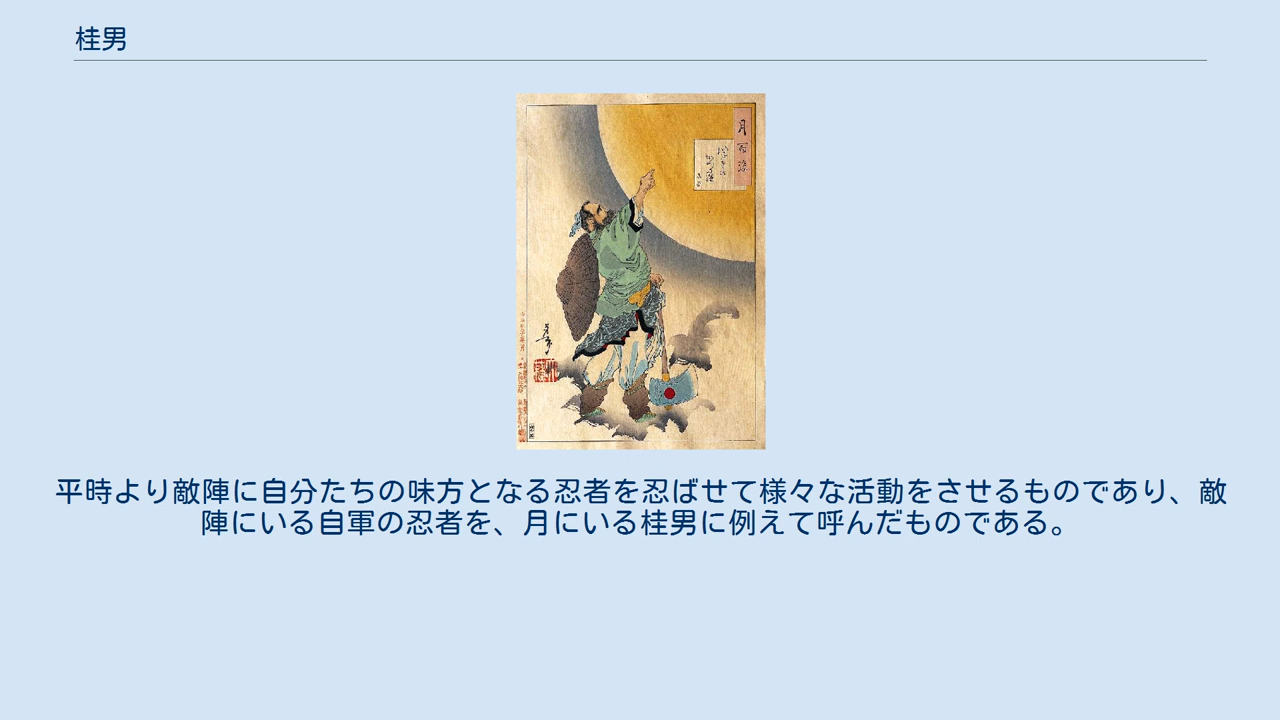 桂男
月百姿
平時より敵陣に自分たちの味方となる忍者を忍ばせて様々な活動をさせるものであり、敵
陣にいる自軍の忍者を、月にいる桂男に例えて呼んだものである。